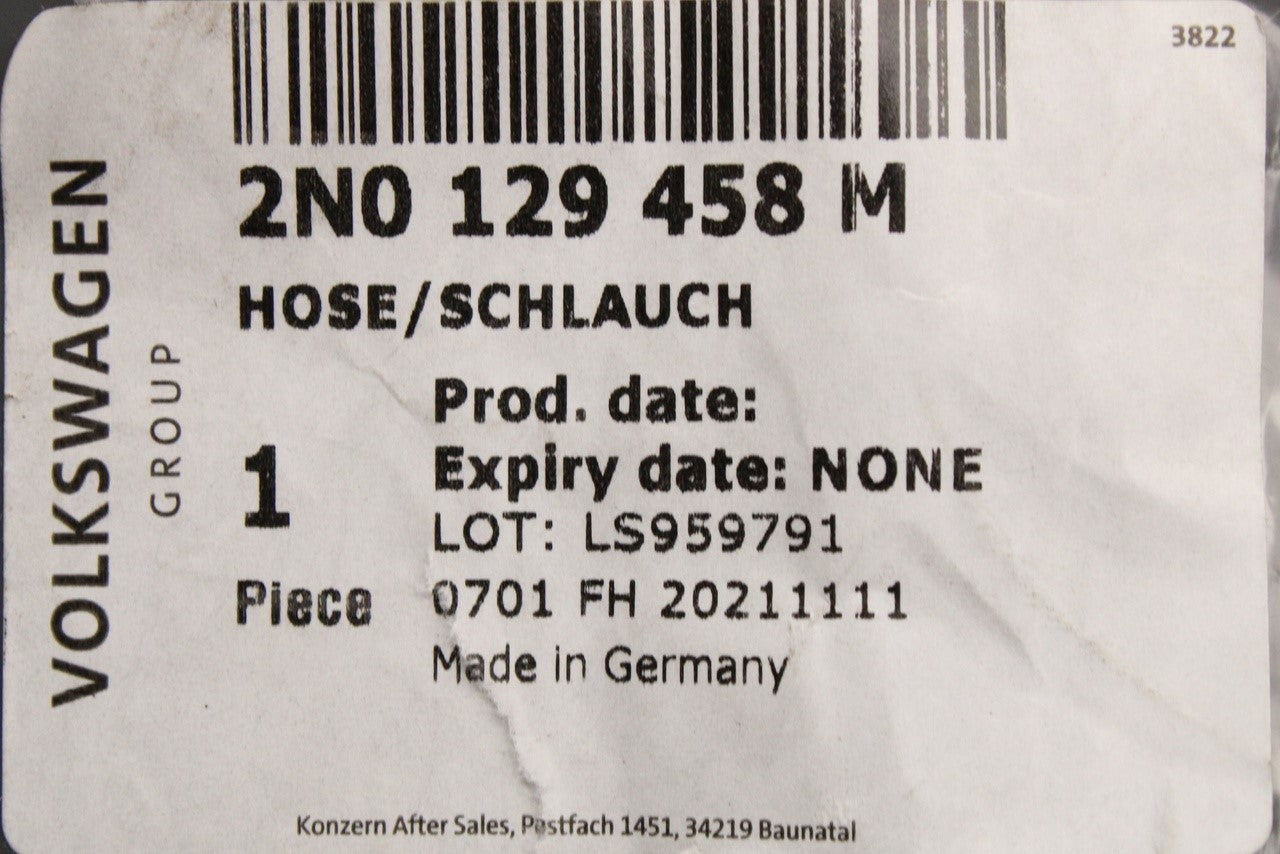 3822
2N0 129 458 M
HOSE/SCHLAUCH
Prod. date:
Expiry date: NONE
LOT: LS959791
0701 FH 20211111
Made in Germany
1
Piece
VOLKSWAGEN
GROUP
Konzern After Sales, Postfach 1451, 34219 Baunatal